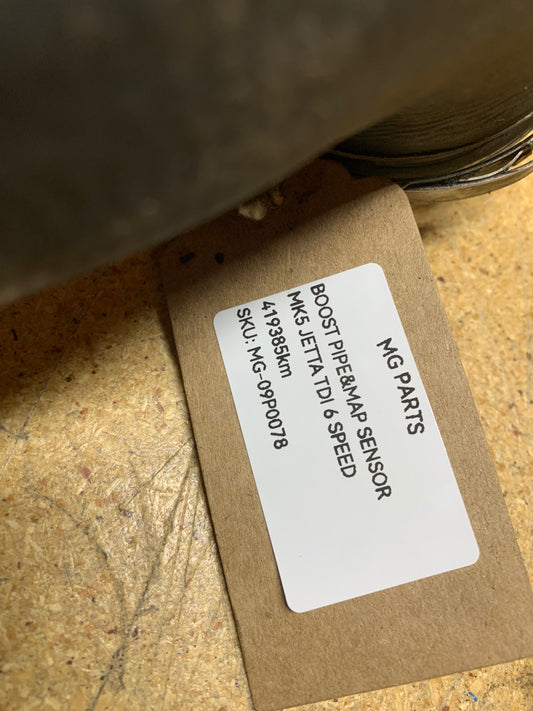 MG PARTS
BOOST PIPE&MAP SENSOR
MK5 JETTA TDI 6 SPEED
419385km
SKU: MG-09P0078